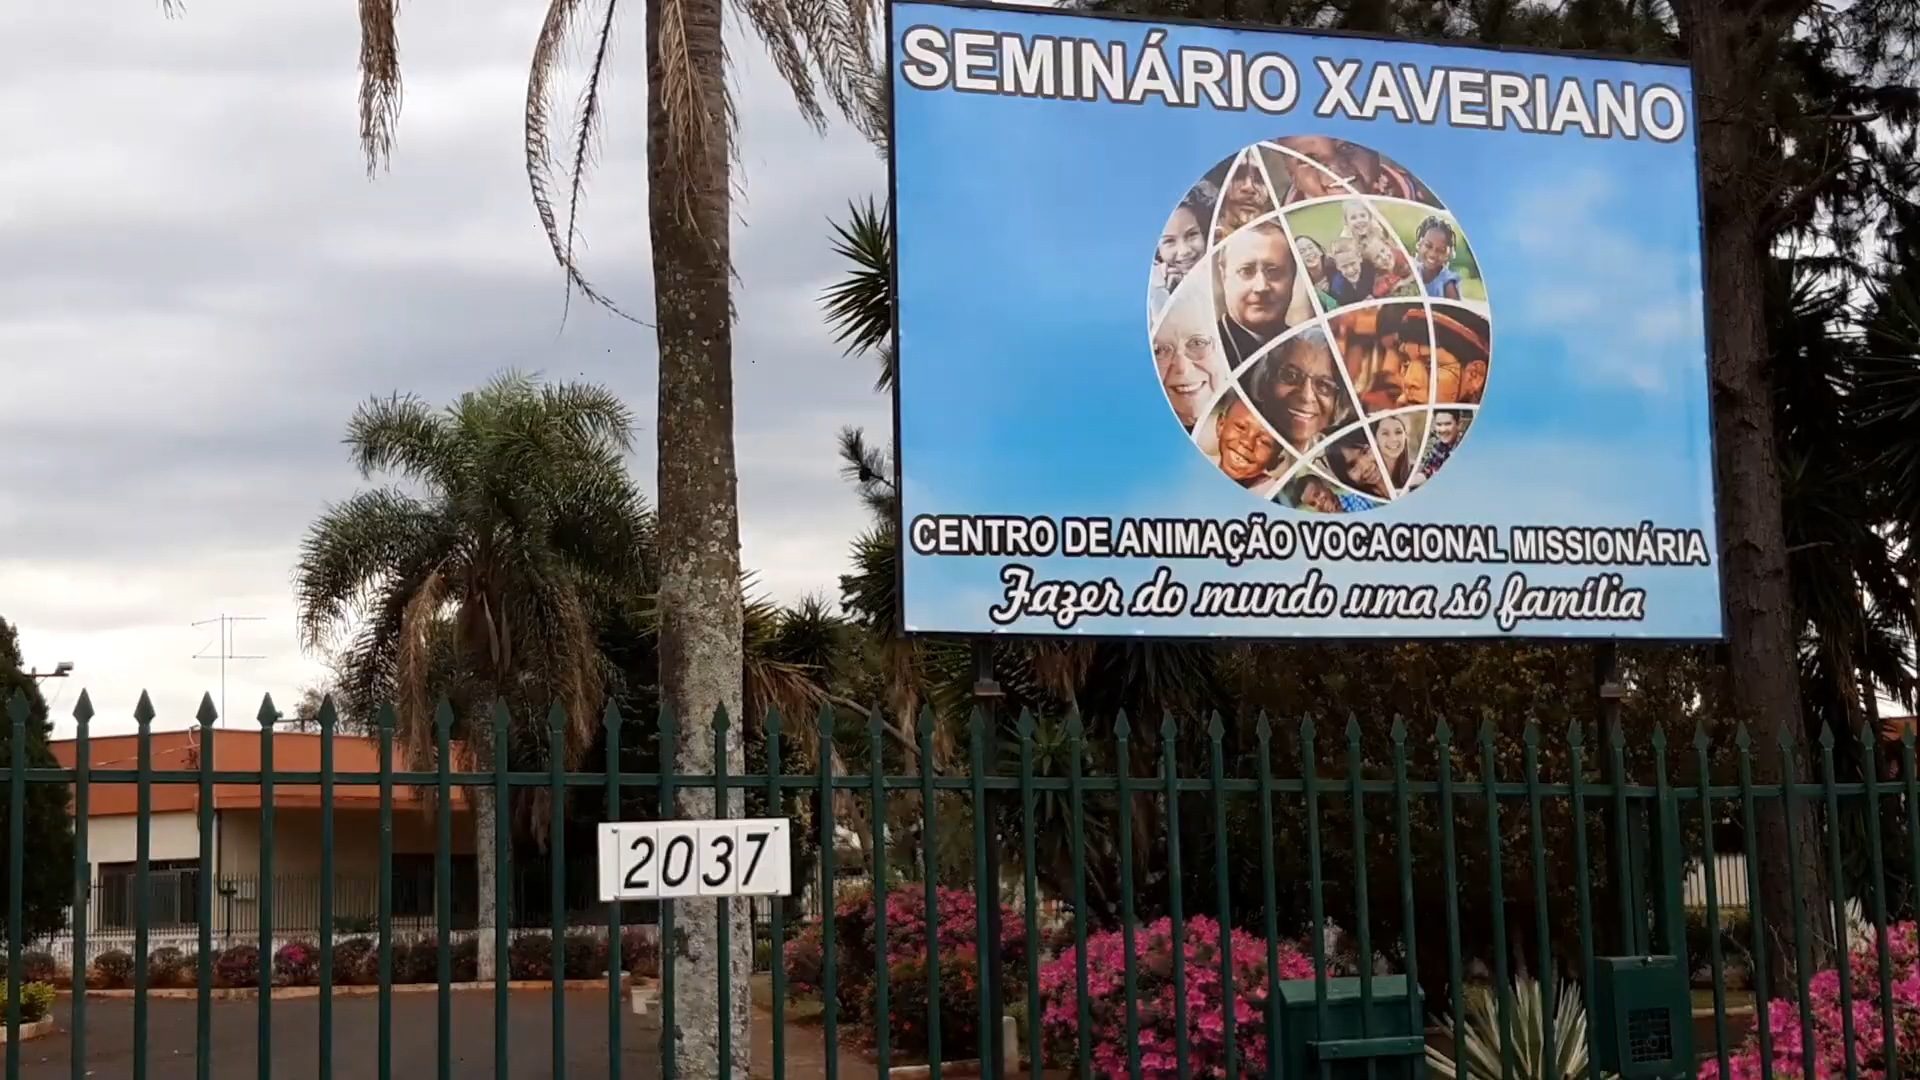 SEMINÁRIO XAVERIANO
CENTRO DE ANIMAÇÃO VOCACIONAL MISSIONÁRIA
Fazer do mundo uma só família
2037